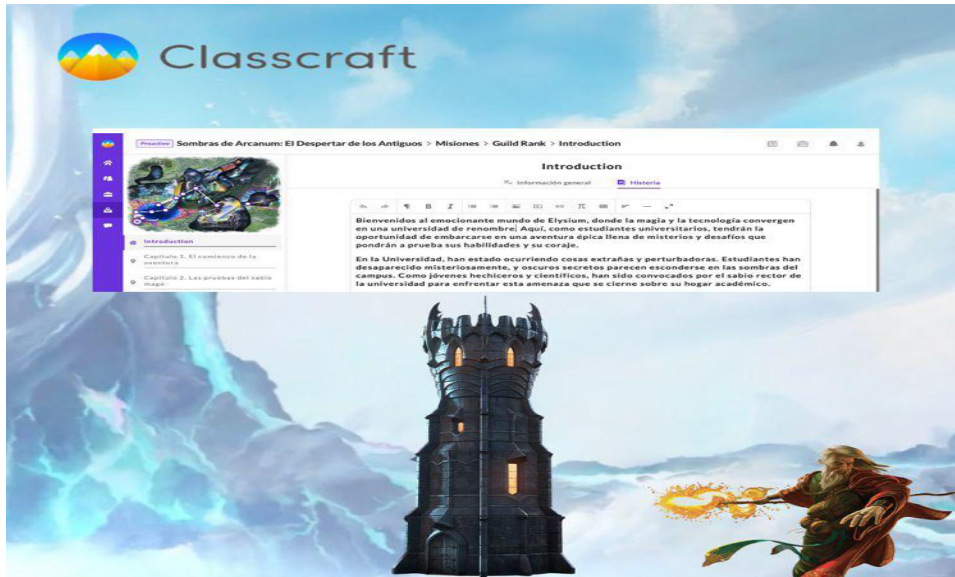 Classcraft
Proactive Sombras de Arcanum: El Despertar de los Antiguos > Misiones > Guild Rank > Introduction
Introduction
Información general Historia
Bienvenidos al emocionante mundo de Elysium, donde la magia y la tecnología convergen
en una universidad de renombre; Aquí, como estudiantes universitarios, tendrán la
oportunidad de embarcarse en una aventura épica llena de misterios y desafíos que
pondrán a prueba sus habilidades y su coraje.
En la Universidad, han estado ocurriendo cosas extrañas y perturbadoras. Estudiantes han
desaparecido misteriosamente, y oscuros secretos parecen esconderse en las sombras del
campus. Como jóvenes hechiceros y científicos, han sido convocados por el sabio rector de
la universidad para enfrentar esta amenaza que se cierne sobre su hogar académico.
Introduction
Capítulo 1. El comienzo de la
aventura
Capítulo 2. Las pruebas del sabio
mago